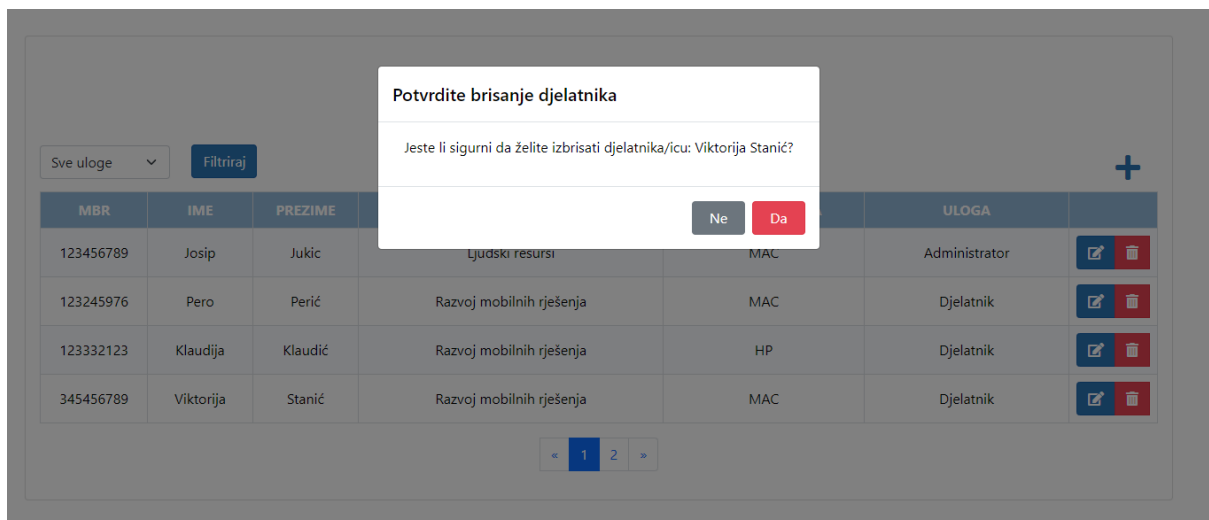 Potvrdite brisanje djelatnika
Jeste li sigurni da želite izbrisati djelatnika/icu: Viktorija Stanić?
Ne Da
Sve uloge Filtriraj
MBR IME PREZIME ULOGA
123456789 Josip Jukic Ljudski resursi MAC Administrator
123245976 Pero Perić Razvoj mobilnih rješenja MAC Djelatnik
123332123 Klaudija Klaudić Razvoj mobilnih rješenja HP Djelatnik
345456789 Viktorija Stanić Razvoj mobilnih rješenja MAC Djelatnik
« 1 2 »